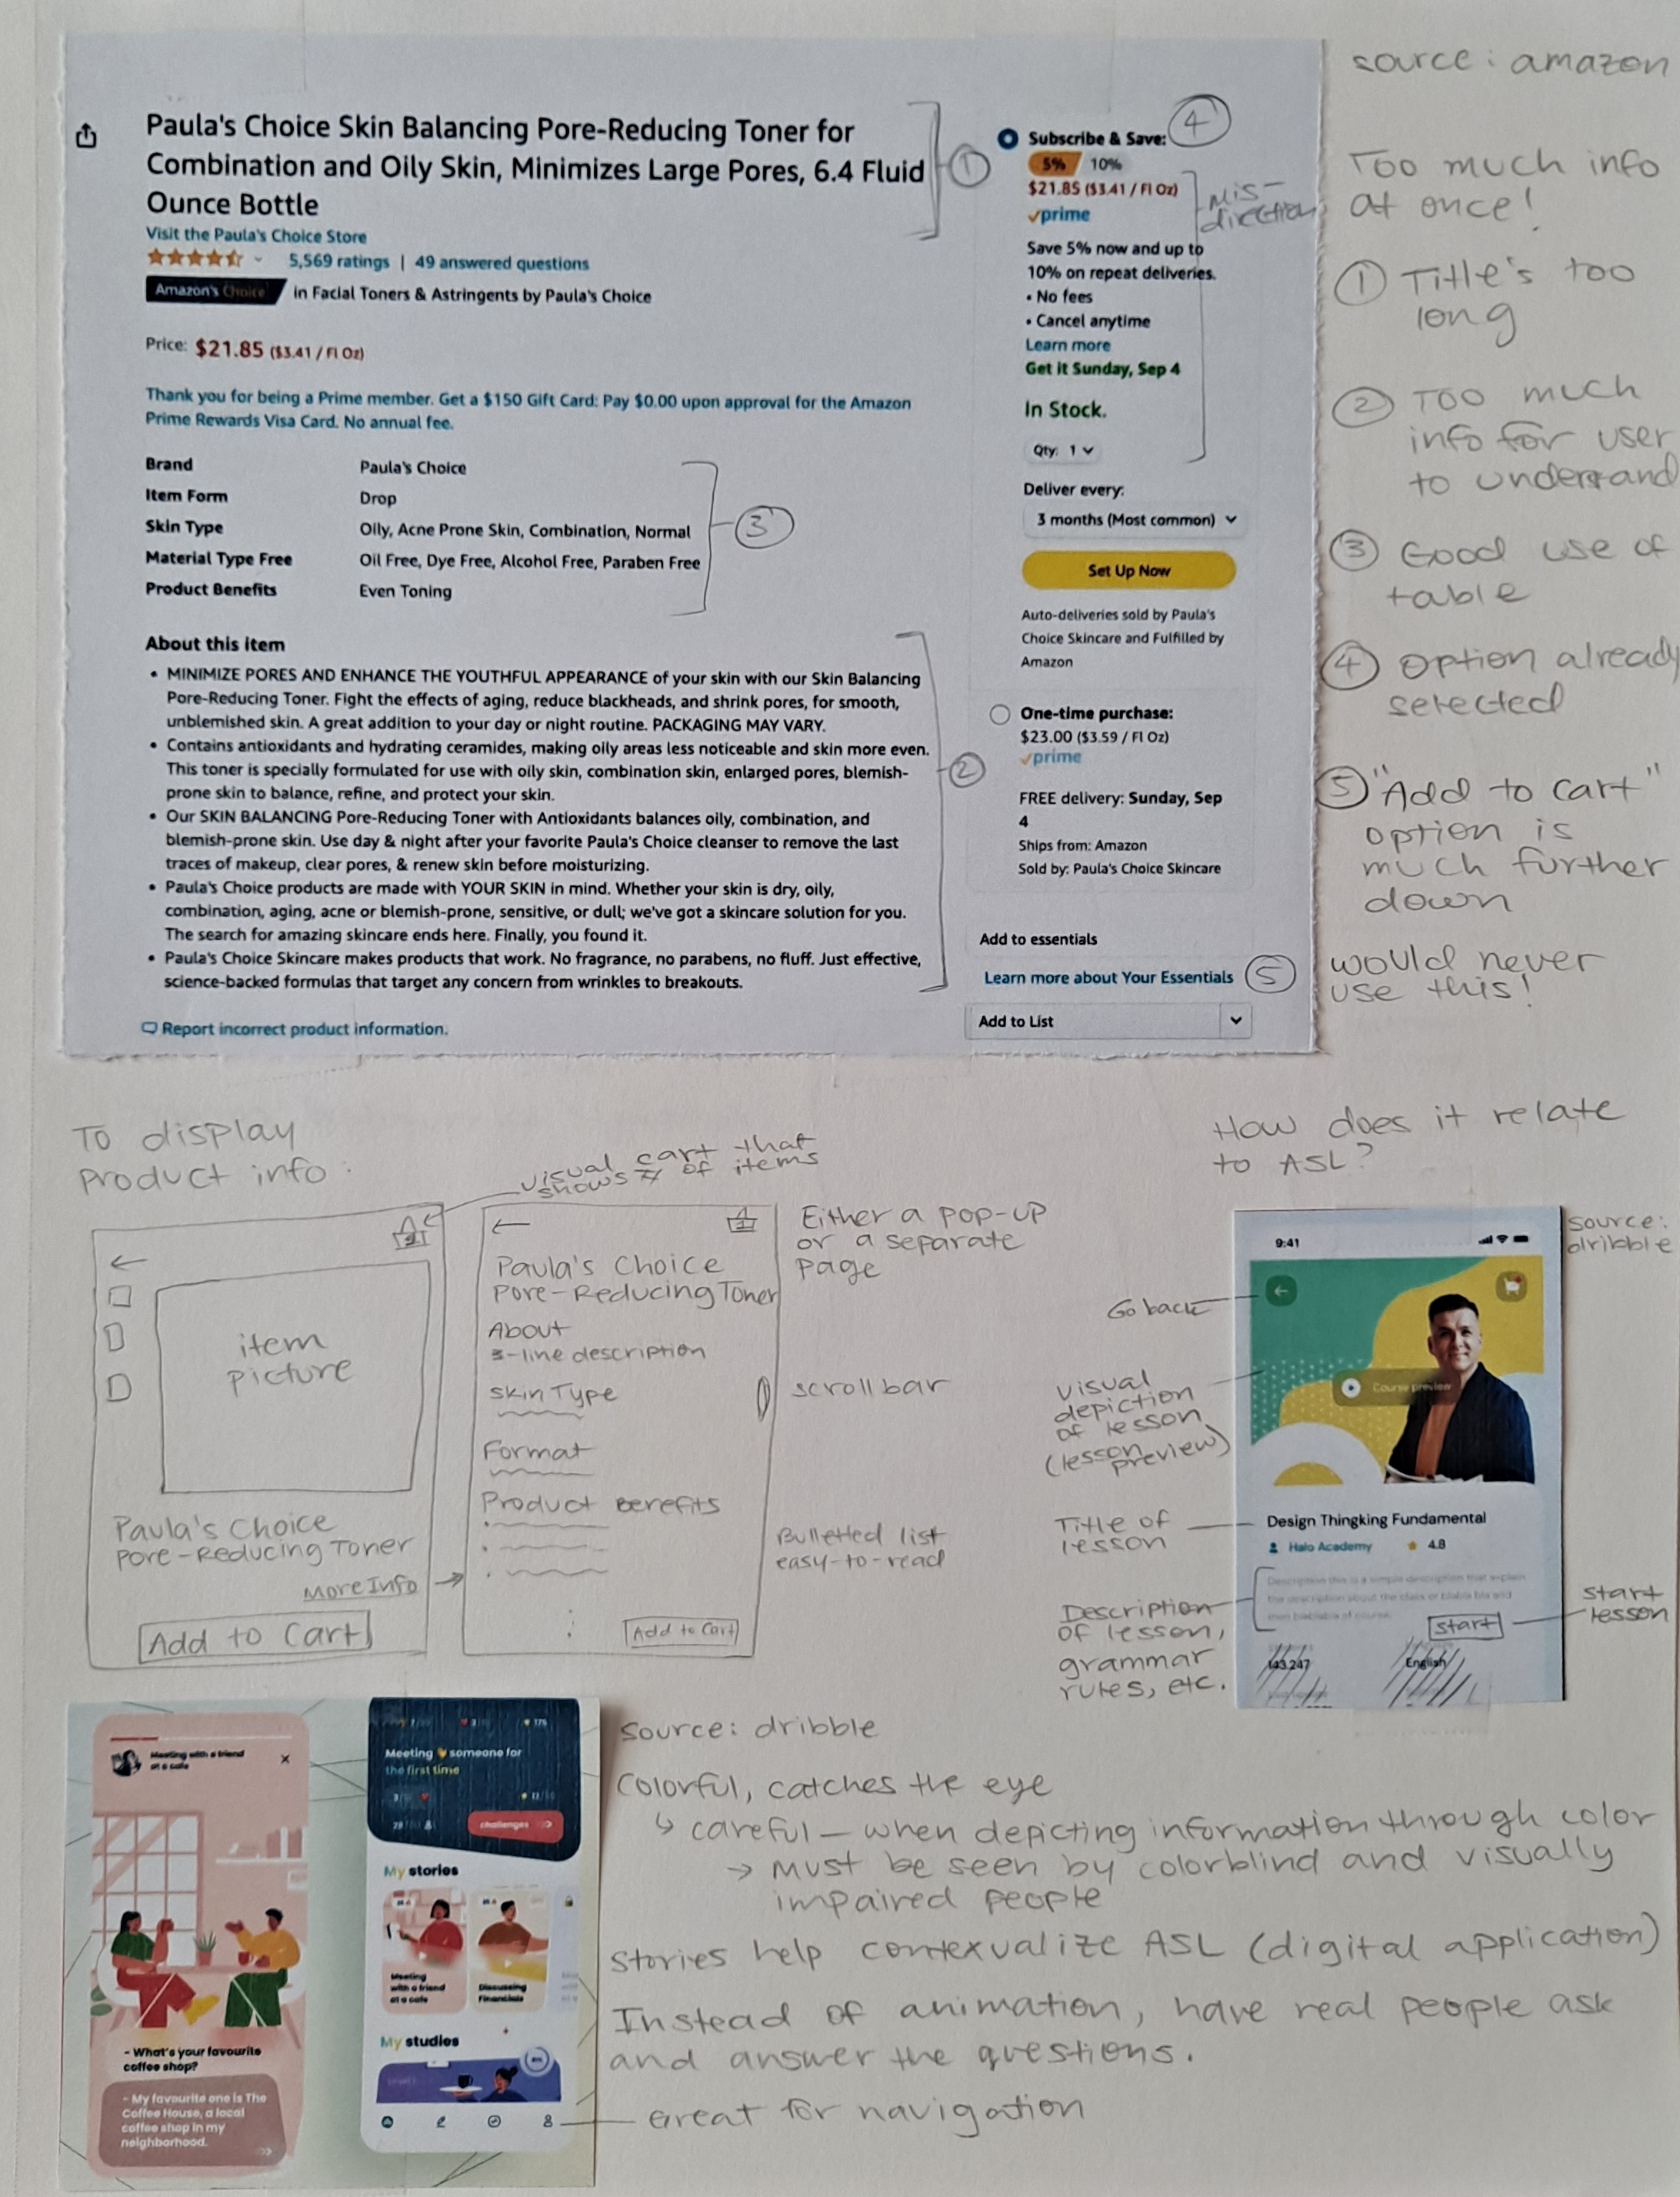 source: amazon
Paula's Choice Skin Balancing Pore-Reducing Toner for
Combination and Oily Skin, Minimizes Large Pores, 6.4 Fluid
Ounce Bottle
Visit the Paula's Choice Store
5,569 ratings | 49 answered questions
Amazon's Choice in Facial Toners & Astringents by Paula's Choice
Price: $21.85 ($3.41 / Fl Oz)
Thank you for being a Prime member. Get a $150 Gift Card: Pay $0.00 upon approval for the Amazon
Prime Rewards Visa Card. No annual fee.
Brand Paula's Choice
Item Form Drop
Skin Type Oily, Acne Prone Skin, Combination, Normal
Material Type Free Oil Free, Dye Free, Alcohol Free, Paraben Free
Product Benefits Even Toning
About this item
• MINIMIZE PORES AND ENHANCE THE YOUTHFUL APPEARANCE of your skin with our Skin Balancing
Pore-Reducing Toner. Fight the effects of aging, reduce blackheads, and shrink pores, for smooth,
unblemished skin. A great addition to your day or night routine. PACKAGING MAY VARY.
• Contains antioxidants and hydrating ceramides, making oily areas less noticeable and skin more even.
This toner is specially formulated for use with oily skin, combination skin, enlarged pores, blemish-
prone skin to balance, refine, and protect your skin.
• Our SKIN BALANCING Pore-Reducing Toner with Antioxidants balances oily, combination, and
blemish-prone skin. Use day & night after your favorite Paula's Choice cleanser to remove the last
traces of makeup, clear pores, & renew skin before moisturizing.
• Paula's Choice products are made with YOUR SKIN in mind. Whether your skin is dry, oily,
combination, aging, acne or blemish-prone, sensitive, or dull; we've got a skincare solution for you.
The search for amazing skincare ends here. Finally, you found it.
• Paula's Choice Skincare makes products that work. No fragrance, no parabens, no fluff. Just effective,
science-backed formulas that target any concern from wrinkles to breakouts.
Report incorrect product information.
1
3
2
Subscribe & Save:
4
5% 10%
$21.85 ($3.41 / Fl Oz)
prime
Mis-
direction
Save 5% now and up to
10% on repeat deliveries.
• No fees
• Cancel anytime
Learn more
Get it Sunday, Sep 4
In Stock.
Qty: 1
Deliver every:
3 months (Most common)
Set Up Now
Auto-deliveries sold by Paula's
Choice Skincare and Fulfilled by
Amazon
One-time purchase:
$23.00 ($3.59 / Fl Oz)
prime
FREE delivery: Sunday, Sep
4
Ships from: Amazon
Sold by: Paula's Choice Skincare
Add to essentials
Learn more about Your Essentials
5
Add to List
Too much info
at once!
1 Title's too
long
2 Too much
info for user
to understand
3 Good use of
table
4 option already
selected
5 "Add to cart"
option is
much further
down
would never
use this!
To display
product info:
visual cart that
shows # of items
item
picture
Paula's Choice
Pore-Reducing Toner
More Info
Add to Cart
Paula's Choice
Pore-Reducing Toner
About
3-line description
Skin Type
Format
Product Benefits
Add to Cart
Either a pop-up
or a separate
page
scrollbar
Bulletted list
easy-to-read
How does it relate
to ASL?
source:
dribble
9:41
Go back
Course preview
visual
depiction
of lesson
(lesson preview)
Design Thingking Fundamental
Title of
lesson
Halo Academy 4.8
Description this is a simple description that explain
the description about the class or blabla bla and
Description
of lesson,
grammar
rules, etc.
start
start
lesson
143.247 English
Meeting with a friend
at a cafe
- What's your favourite
coffee shop?
- My favourite one is The
Coffee House, a local
coffee shop in my
neighborhood.
175
Meeting someone for
the first time
challenges
My stories
Meeting
with a friend
at a cafe
Discussing
Financials
My studies
source: dribble
colorful, catches the eye
careful — when depicting information through color
→ must be seen by colorblind and visually
impaired people
stories help contexualize ASL (digital application)
Instead of animation, have real people ask
and answer the questions.
Great for navigation